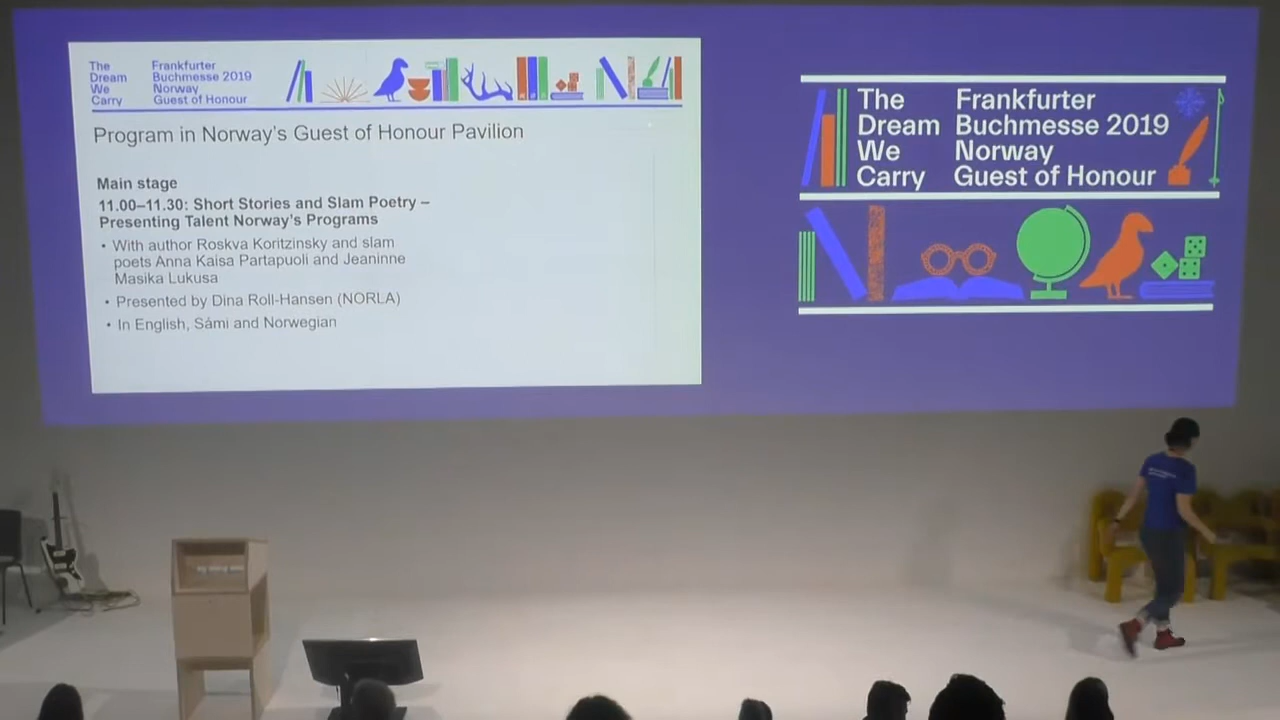 The
Dream
We
Carry
Frankfurter
Buchmesse 2019
Norway
Guest of Honour
Program in Norway's Guest of Honour Pavilion
Main stage
11.00–11.30: Short Stories and Slam Poetry –
Presenting Talent Norway's Programs
• With author Roskva Koritzinsky and slam
poets Anna Kaisa Partapuoli and Jeaninne
Masika Lukusa
• Presented by Dina Roll-Hansen (NORLA)
• In English, Sámi and Norwegian
The
Dream
We
Carry
Frankfurter
Buchmesse 2019
Norway
Guest of Honour